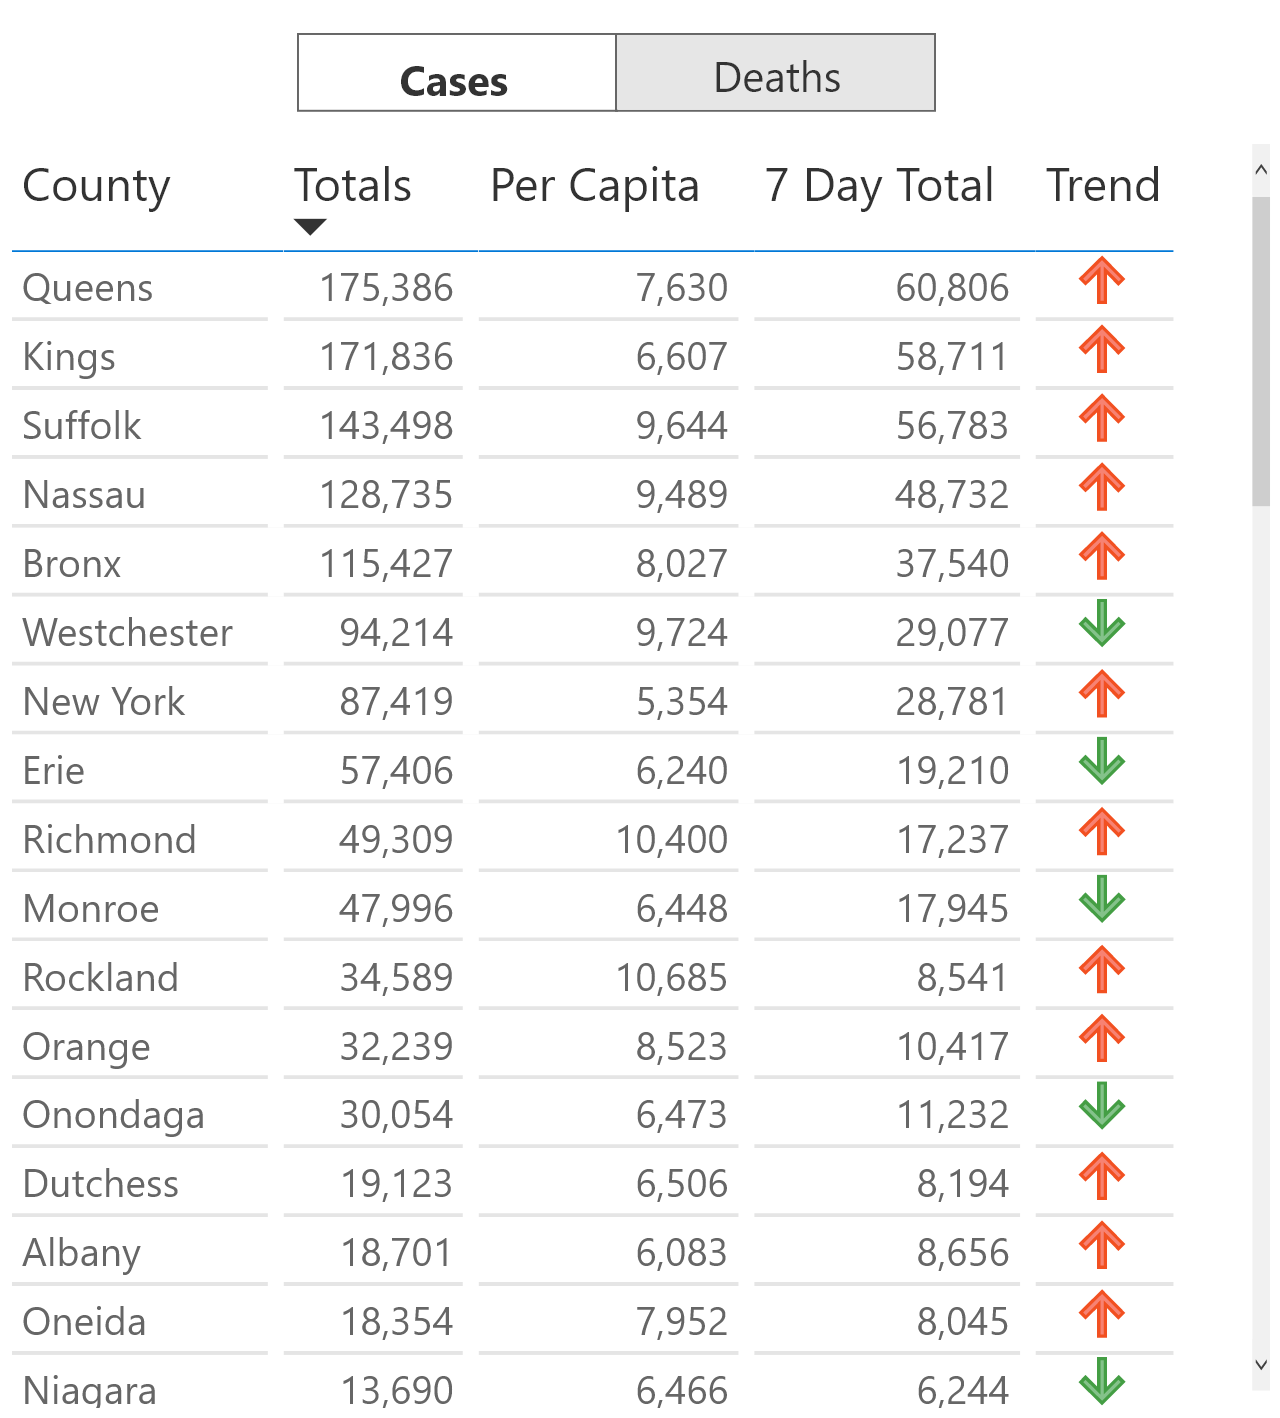 Cases Deaths
County Totals Per Capita 7 Day Total Trend
Queens 175,386 7,630 60,806
Kings 171,836 6,607 58,711
Suffolk 143,498 9,644 56,783
Nassau 128,735 9,489 48,732
Bronx 115,427 8,027 37,540
Westchester 94,214 9,724 29,077
New York 87,419 5,354 28,781
Erie 57,406 6,240 19,210
Richmond 49,309 10,400 17,237
Monroe 47,996 6,448 17,945
Rockland 34,589 10,685 8,541
Orange 32,239 8,523 10,417
Onondaga 30,054 6,473 11,232
Dutchess 19,123 6,506 8,194
Albany 18,701 6,083 8,656
Oneida 18,354 7,952 8,045
Niagara 13,690 6,466 6,244